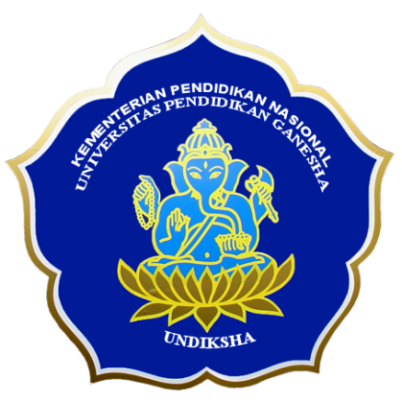 KEMENTERIAN PENDIDIKAN NASIONAL
UNIVERSITAS PENDIDIKAN GANESHA
UNDIKSHA